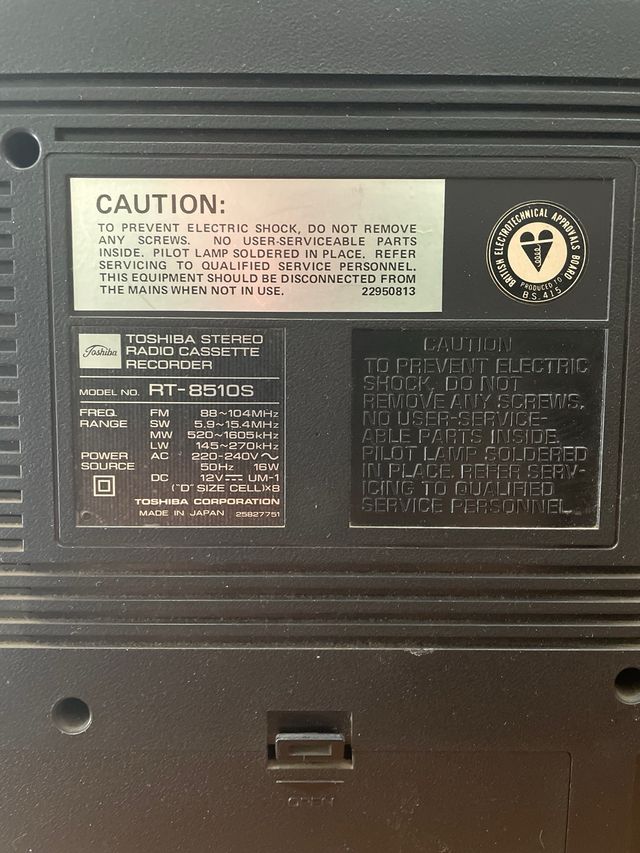 CAUTION:
TO PREVENT ELECTRIC SHOCK, DO NOT REMOVE
ANY SCREWS. NO USER-SERVICEABLE PARTS
INSIDE. PILOT LAMP SOLDERED IN PLACE. REFER
SERVICING TO QUALIFIED SERVICE PERSONNEL.
THIS EQUIPMENT SHOULD BE DISCONNECTED FROM
THE MAINS WHEN NOT IN USE. 22950813
BRITISH ELECTROTECHNICAL APPROVALS BOARD
PRODUCED TO
B.S. 415
Toshiba
TOSHIBA STEREO
RADIO CASSETTE
RECORDER
MODEL NO. RT-8510S
FREQ. FM 88~104MHz
RANGE SW 5.9~15.4MHz
MW 520~1605kHz
LW 145~270kHz
POWER AC 220-240V~
SOURCE 50Hz 16W
DC 12V⎓ UM-1
("D" SIZE CELL)X8
TOSHIBA CORPORATION
MADE IN JAPAN 25827751
CAUTION
TO PREVENT ELECTRIC
SHOCK, DO NOT
REMOVE ANY SCREWS.
NO USER-SERVICE-
ABLE PARTS INSIDE.
PILOT LAMP SOLDERED
IN PLACE. REFER SERV-
ICING TO QUALIFIED
SERVICE PERSONNEL.
OPEN